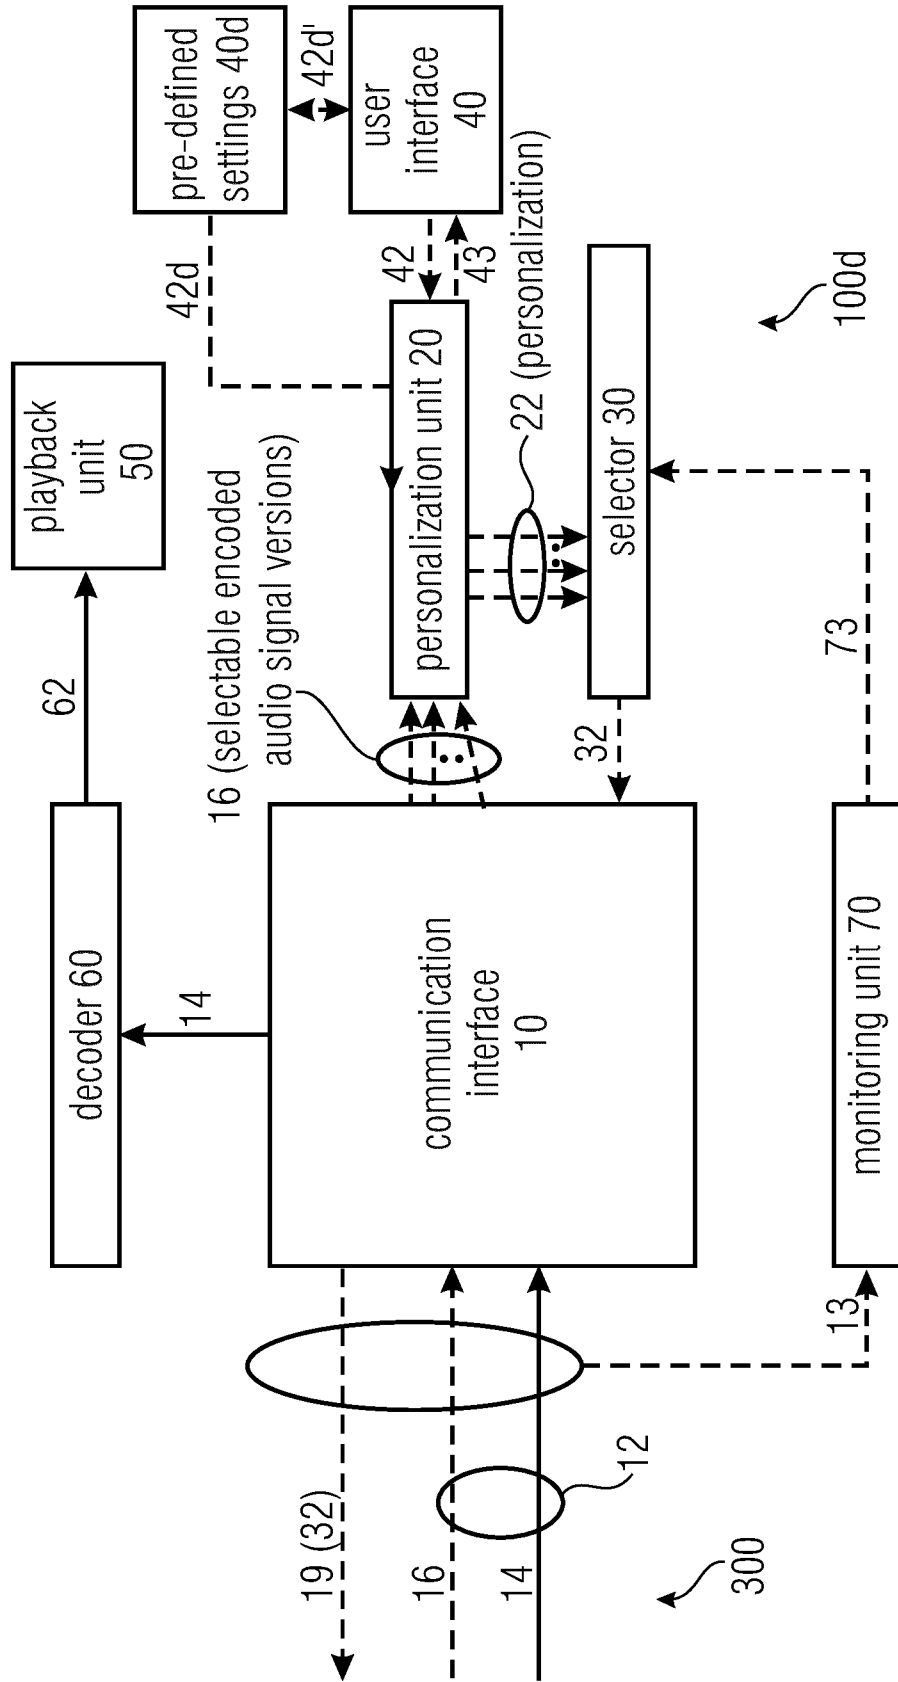 decoder 60
62
playback
unit
50
14
communication
interface
10
16 (selectable encoded
audio signal versions)
42d
pre-defined
settings 40d
42d'
user
interface
40
42
43
personalization unit 20
22 (personalization)
selector 30
32
19 (32)
16
14
12
13
monitoring unit 70
73
300
100d